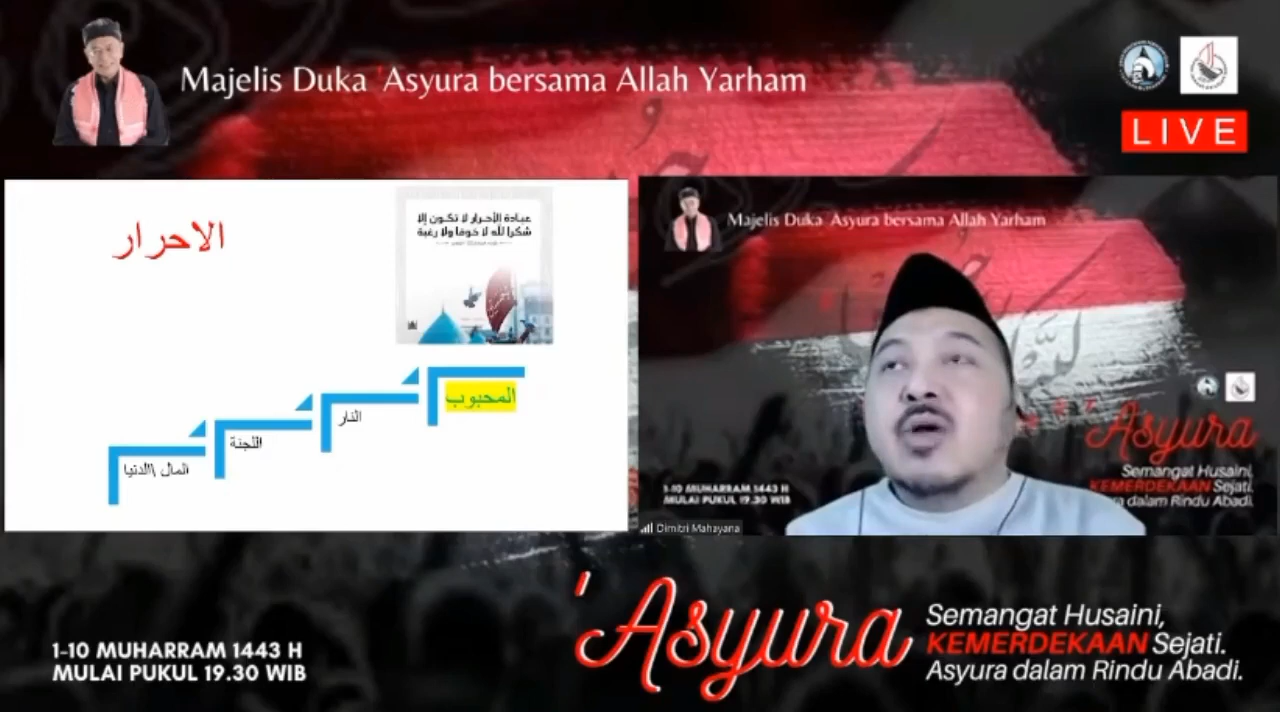 Majelis Duka 'Asyura bersama Allah Yarham
LIVE
الاحرار
عبادة الأحرار لا تكون إلا
شكرا لله لا خوفا ولا رغبة
المحبوب
النار
اللجنة
المال \الدنيا
Majelis Duka 'Asyura bersama Allah Yarham
Asyura
Semangat Husaini,
KEMERDEKAAN Sejati.
dalam Rindu Abadi.
1-10 MUHARRAM 1443 H
MULAI PUKUL 19.30 WIB
Dimitri Mahayana
'Asyura
Semangat Husaini,
KEMERDEKAAN Sejati.
Asyura dalam Rindu Abadi.
1-10 MUHARRAM 1443 H
MULAI PUKUL 19.30 WIB